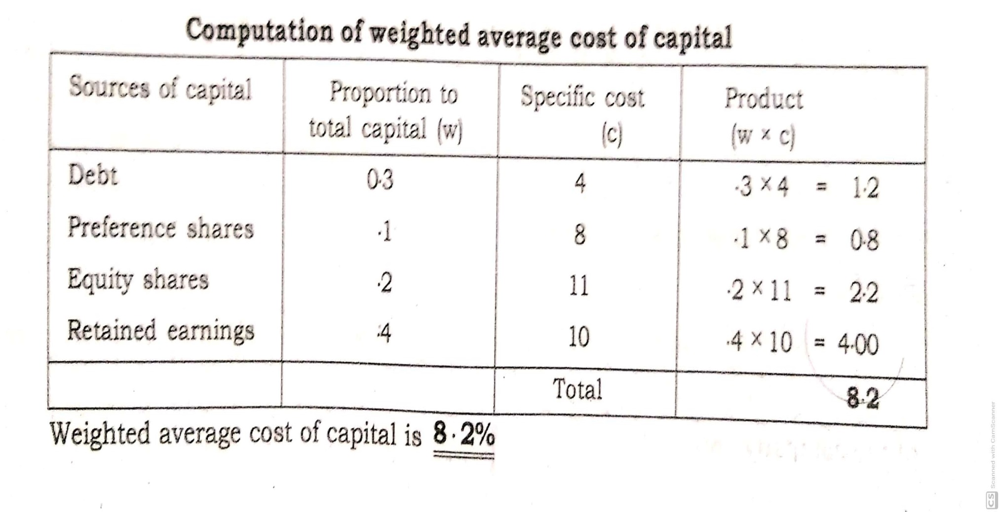 Computation of weighted average cost of capital
Sources of capital Proportion to total capital (w) Specific cost (c) Product (w × c)
Debt 0·3 4 ·3 × 4 = 1·2
Preference shares ·1 8 ·1 × 8 = 0·8
Equity shares ·2 11 ·2 × 11 = 2·2
Retained earnings ·4 10 ·4 × 10 = 4·00
Total 8·2
Weighted average cost of capital is 8·2%
CS Scanned with CamScanner